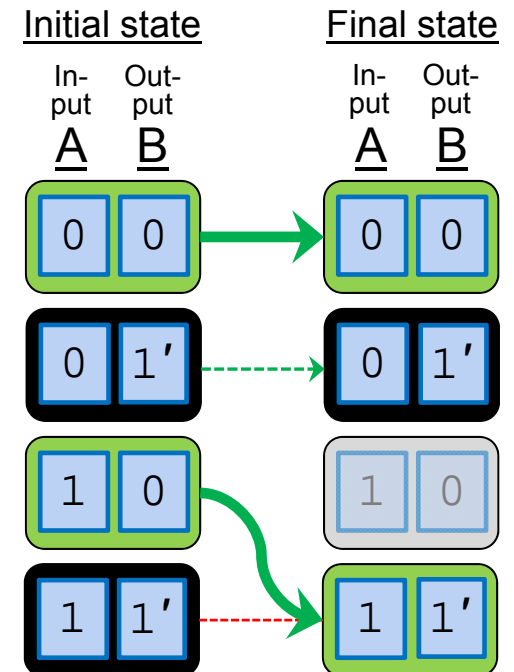 Initial state Final state
In- Out- In- Out-
put put put put
A B A B
0 0 0 0
0 1′ 0 1′
1 0 1 0
1 1′ 1 1′